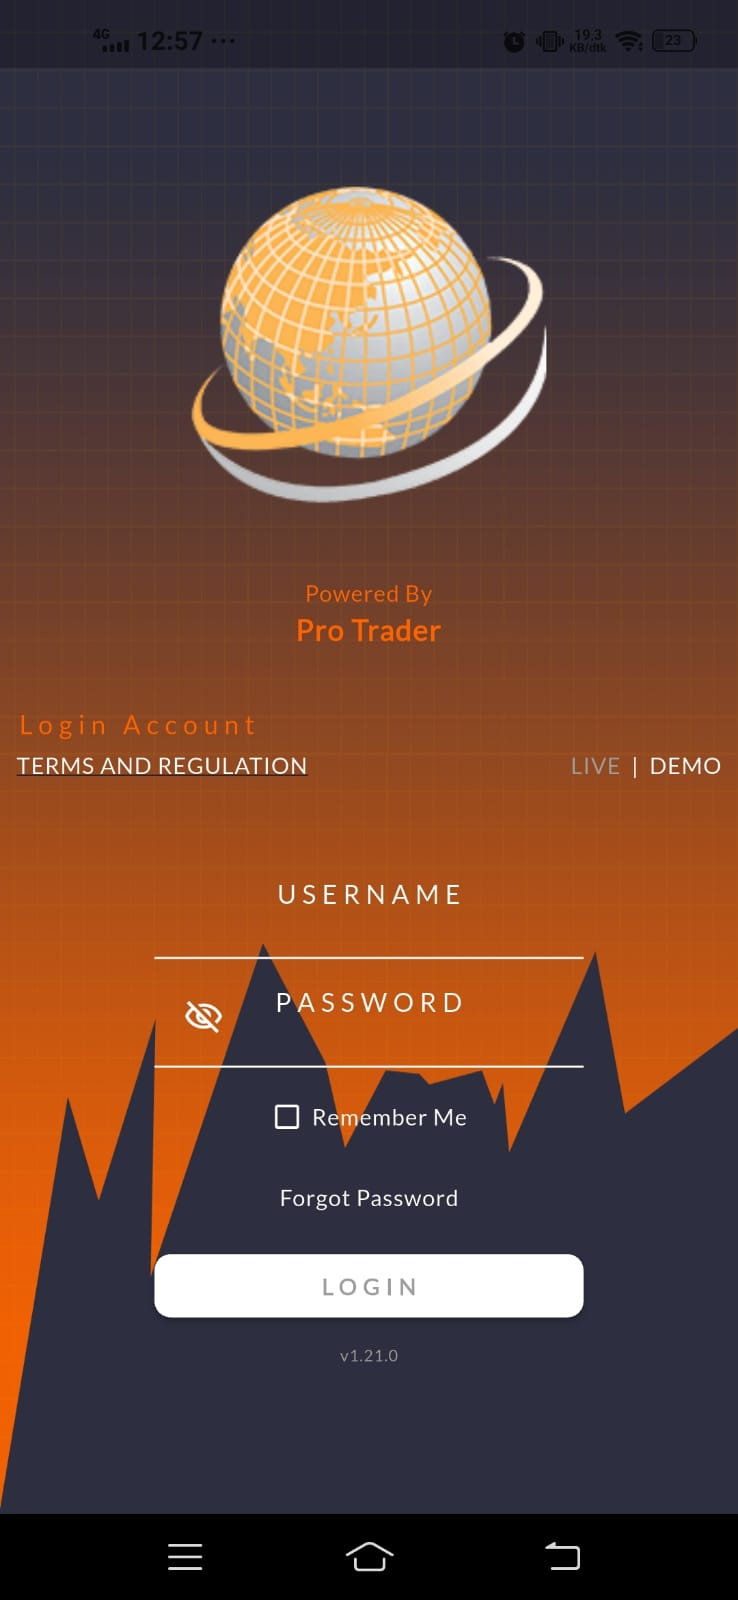 4G 12:57 ... 19.3 KB/dtk 23
Powered By
Pro Trader
Login Account
TERMS AND REGULATION LIVE | DEMO
USERNAME
PASSWORD
Remember Me
Forgot Password
LOGIN
v1.21.0